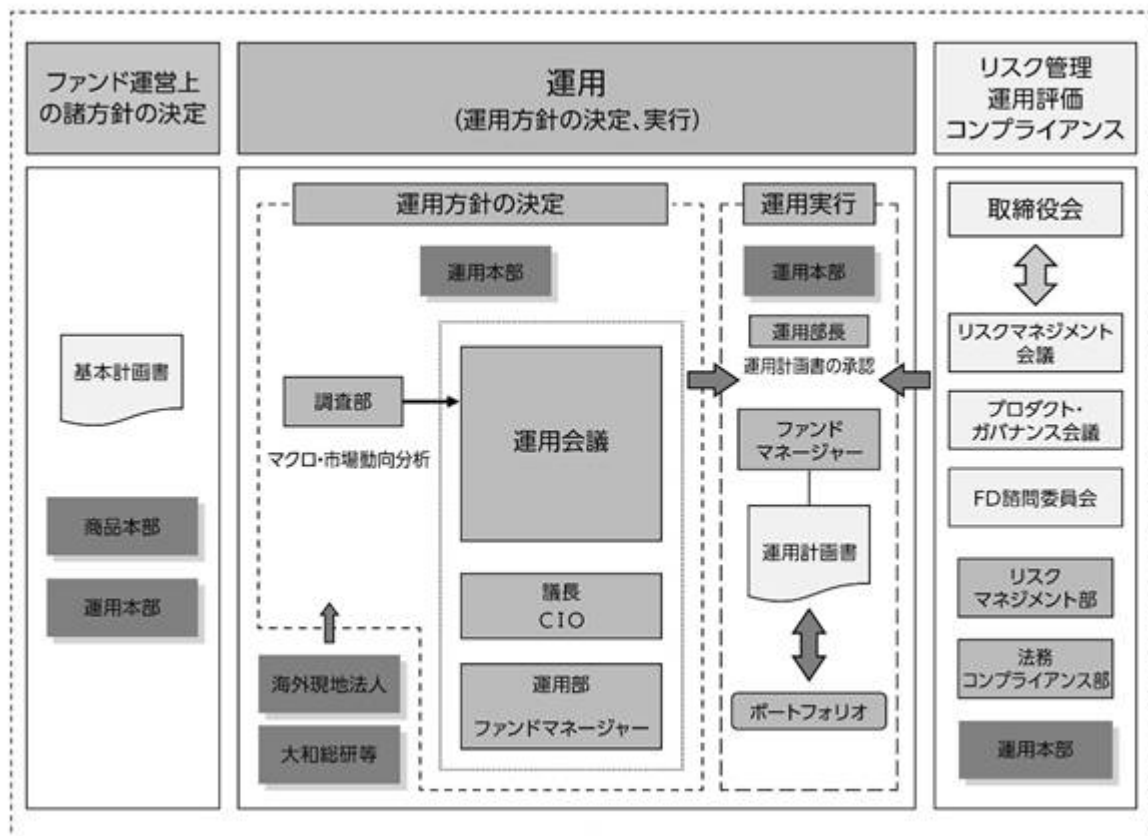 ファンド運営上
の諸方針の決定
基本計画書
商品本部
運用本部
運用
(運用方針の決定、実行)
運用方針の決定
運用本部
調査部
マクロ・市場動向分析
運用会議
議長
CIO
運用部
ファンドマネージャー
海外現地法人
大和総研等
運用実行
運用本部
運用部長
運用計画書の承認
ファンド
マネージャー
運用計画書
ポートフォリオ
リスク管理
運用評価
コンプライアンス
取締役会
リスクマネジメント
会議
プロダクト・
ガバナンス会議
FD諮問委員会
リスク
マネジメント部
法務
コンプライアンス部
運用本部